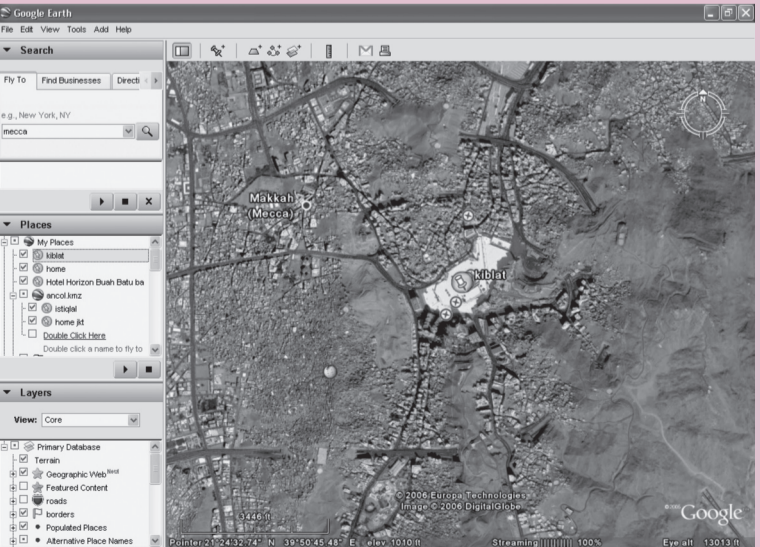 Google Earth
File Edit View Tools Add Help
Search
Fly To Find Businesses Directi
e.g., New York, NY
mecca
Places
My Places
kiblat
home
Hotel Horizon Buah Batu ba
ancol.kmz
istiqlal
home jkt
Double Click Here
Double click a name to fly to
Layers
View: Core
Primary Database
Terrain
Geographic Web
Featured Content
roads
borders
Populated Places
Alternative Place Names
N
Makkah
(Mecca)
kiblat
© 2006 Europa Technologies
Image © 2006 DigitalGlobe
Google
3446 ft
Pointer 21°24'32.74" N 39°50'45.48" E elev 1010 ft Streaming |||||||||| 100% Eye alt 13013 ft